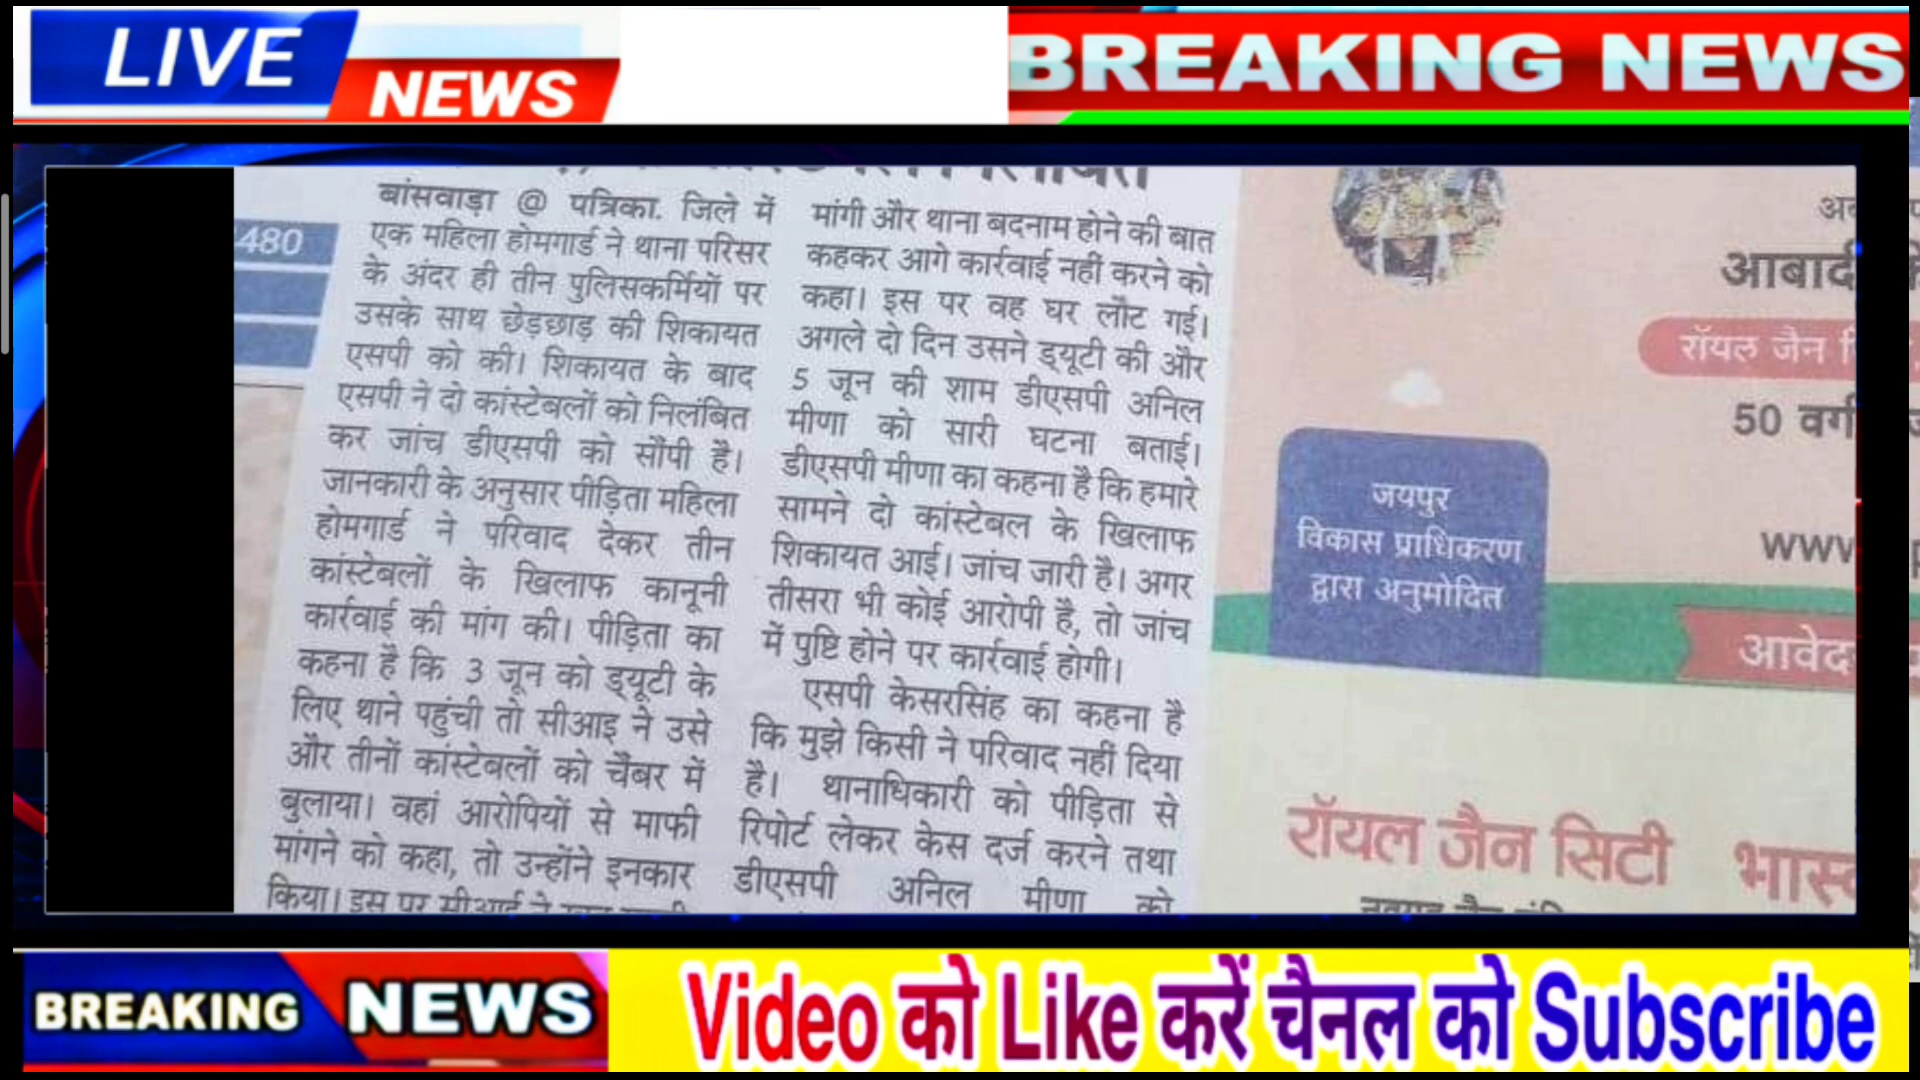 LIVE
NEWS
BREAKING NEWS
बांसवाड़ा @ पत्रिका. जिले में
एक महिला होमगार्ड ने थाना परिसर
के अंदर ही तीन पुलिसकर्मियों पर
उसके साथ छेड़छाड़ की शिकायत
एसपी को की। शिकायत के बाद
एसपी ने दो कांस्टेबलों को निलंबित
कर जांच डीएसपी को सौंपी है।
जानकारी के अनुसार पीड़िता महिला
होमगार्ड ने परिवाद देकर तीन
कांस्टेबलों के खिलाफ कानूनी
कार्रवाई की मांग की। पीड़िता का
कहना है कि 3 जून को ड्यूटी के
लिए थाने पहुंची तो सीआइ ने उसे
और तीनों कांस्टेबलों को चैंबर में
बुलाया। वहां आरोपियों से माफी
मांगने को कहा, तो उन्होंने इनकार
किया। इस पर सीआई ने
मांगी और थाना बदनाम होने की बात
कहकर आगे कार्रवाई नहीं करने को
कहा। इस पर वह घर लौट गई।
अगले दो दिन उसने ड्यूटी की और
5 जून की शाम डीएसपी अनिल
मीणा को सारी घटना बताई।
डीएसपी मीणा का कहना है कि हमारे
सामने दो कांस्टेबल के खिलाफ
शिकायत आई। जांच जारी है। अगर
तीसरा भी कोई आरोपी है, तो जांच
में पुष्टि होने पर कार्रवाई होगी।
एसपी केसरसिंह का कहना है
कि मुझे किसी ने परिवाद नहीं दिया
है। थानाधिकारी को पीड़िता से
रिपोर्ट लेकर केस दर्ज करने तथा
डीएसपी अनिल मीणा को
480
रॉयल जैन
50 वर्ग
जयपुर
विकास प्राधिकरण
द्वारा अनुमोदित
www
रॉयल जैन सिटी
BREAKING NEWS
Video को Like करें चैनल को Subscribe